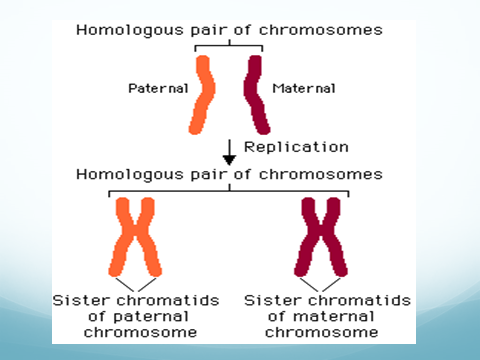 Homologous pair of chromosomes
Paternal
Maternal
Replication
Homologous pair of chromosomes
Sister chromatids
of paternal
chromosome
Sister chromatids
of maternal
chromosome